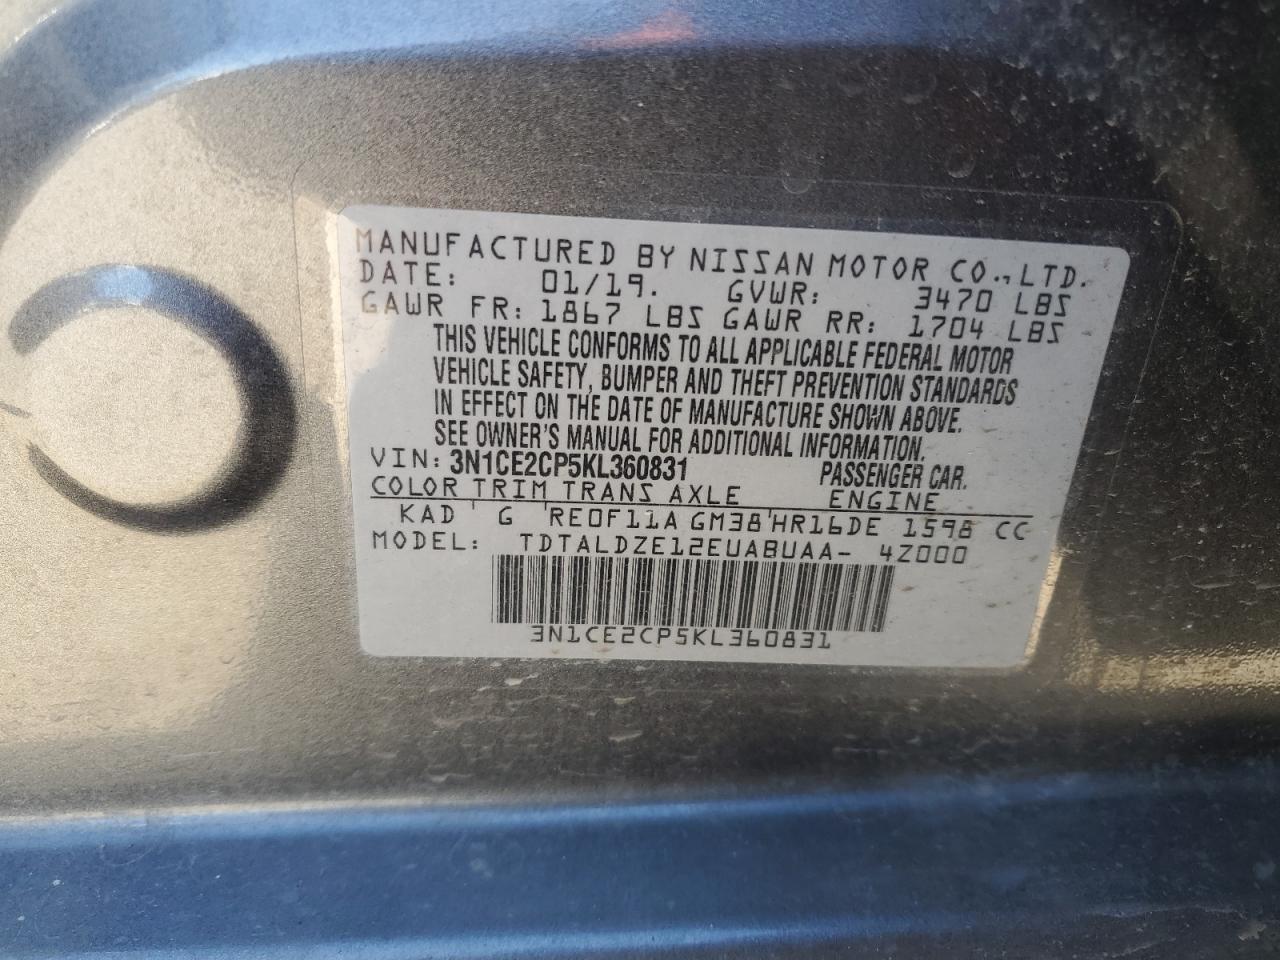 MANUFACTURED BY NISSAN MOTOR CO.,LTD.
DATE: 01/19. GVWR: 3470 LBS
GAWR FR: 1867 LBS GAWR RR: 1704 LBS
THIS VEHICLE CONFORMS TO ALL APPLICABLE FEDERAL MOTOR
VEHICLE SAFETY, BUMPER AND THEFT PREVENTION STANDARDS
IN EFFECT ON THE DATE OF MANUFACTURE SHOWN ABOVE.
SEE OWNER'S MANUAL FOR ADDITIONAL INFORMATION.
VIN: 3N1CE2CP5KL360831 PASSENGER CAR.
COLOR TRIM TRANS AXLE ENGINE
KAD G RE0F11A GM38 HR16DE 1598 CC
MODEL: TDTALDZE12EUABUAA- 4Z000
3N1CE2CP5KL360831